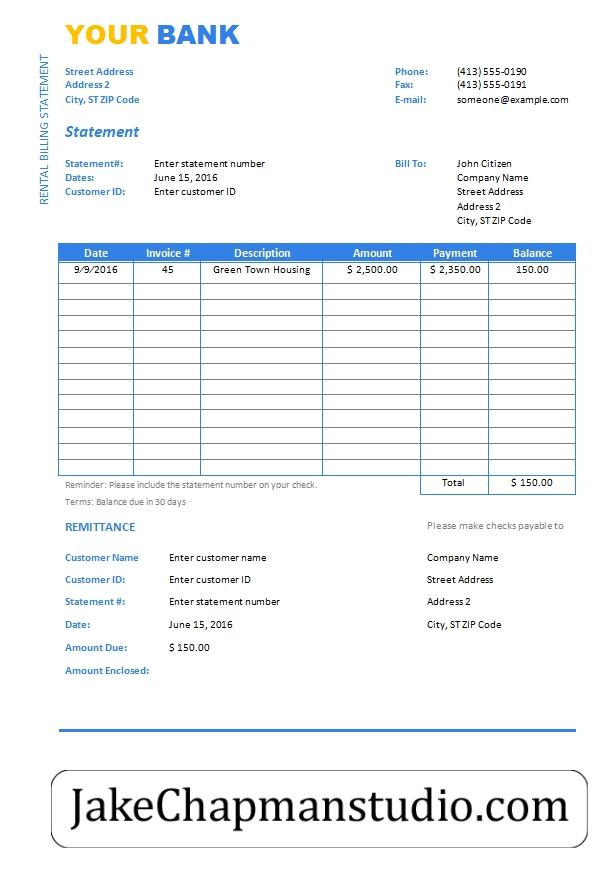 YOUR BANK
RENTAL BILLING STATEMENT
Street Address Phone: (413) 555-0190
Address 2 Fax: (413) 555-0191
City, ST ZIP Code E-mail: someone@example.com
Statement
Statement#: Enter statement number Bill To: John Citizen
Dates: June 15, 2016 Company Name
Customer ID: Enter customer ID Street Address
Address 2
City, ST ZIP Code
Date Invoice # Description Amount Payment Balance
9/9/2016 45 Green Town Housing $ 2,500.00 $ 2,350.00 150.00
Reminder: Please include the statement number on your check. Total $ 150.00
Terms: Balance due in 30 days
REMITTANCE Please make checks payable to
Customer Name Enter customer name Company Name
Customer ID: Enter customer ID Street Address
Statement #: Enter statement number Address 2
Date: June 15, 2016 City, ST ZIP Code
Amount Due: $ 150.00
Amount Enclosed:
JakeChapmanstudio.com